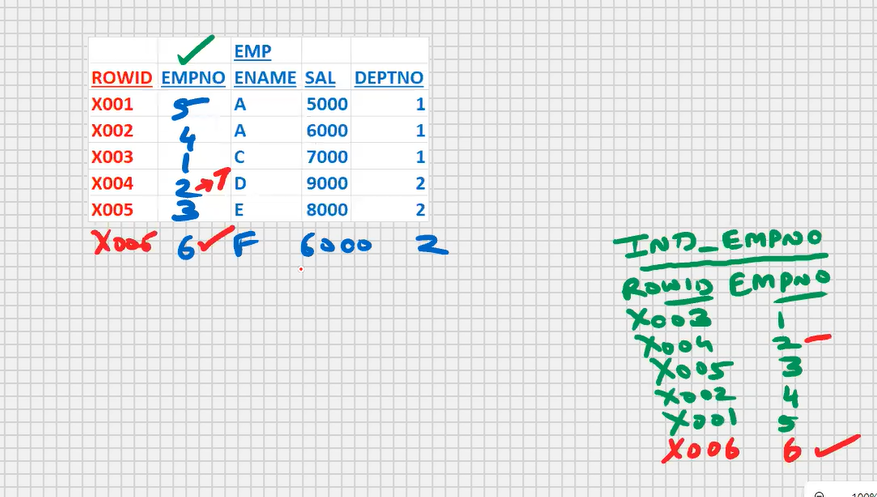 EMP
ROWID EMPNO ENAME SAL DEPTNO
X001 5 A 5000 1
X002 4 A 6000 1
X003 1 C 7000 1
X004 2 → 7 D 9000 2
X005 3 E 8000 2
X006 6 F 6000 2
IND_EMPNO
ROWID EMPNO
X003 1
X004 2
X005 3
X002 4
X001 5
X006 6
100%